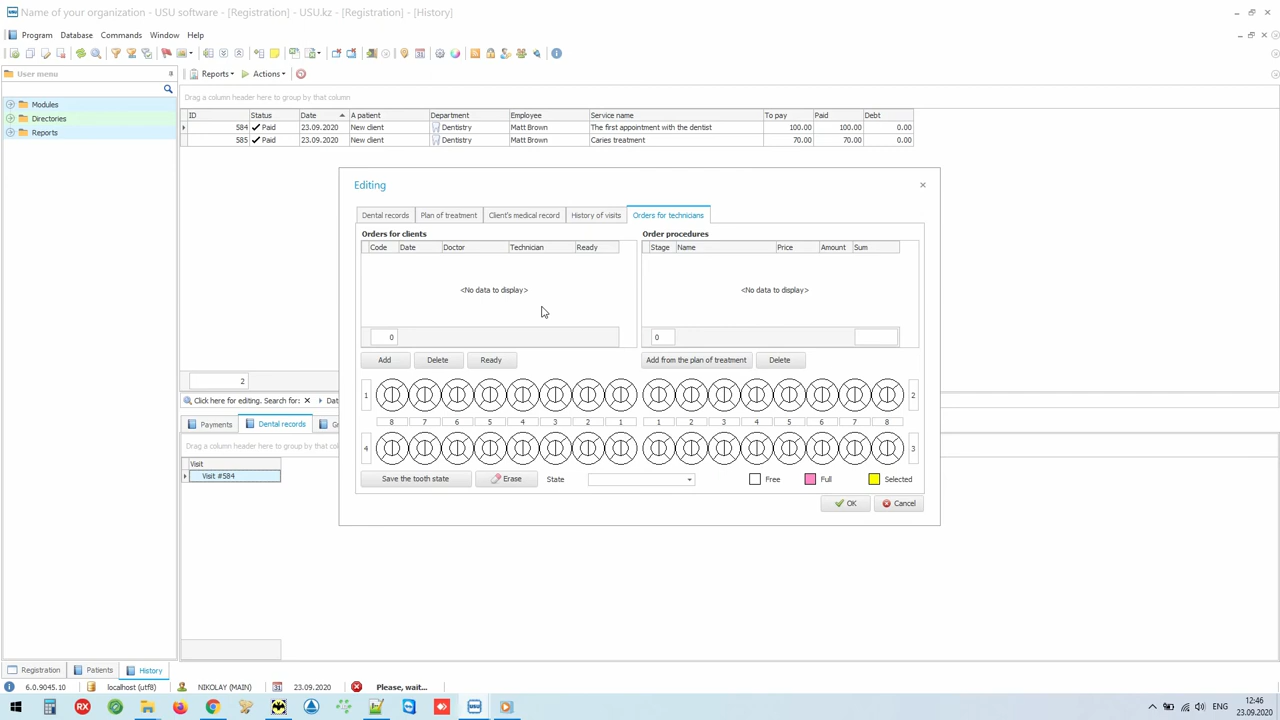 Name of your organization - USU software - [Registration] - USU.kz - [Registration] - [History]
Program Database Commands Window Help
User menu
Reports Actions
Drag a column header here to group by that column
Modules
Directories
Reports
ID Status Date A patient Department Employee Service name To pay Paid Debt
584 Paid 23.09.2020 New client Dentistry Matt Brown The first appointment with the dentist 100.00 100.00 0.00
585 Paid 23.09.2020 New client Dentistry Matt Brown Caries treatment 70.00 70.00 0.00
Editing
Dental records Plan of treatment Client's medical record History of visits Orders for technicians
Orders for clients Order procedures
Code Date Doctor Technician Ready Stage Name Price Amount Sum
<No data to display> <No data to display>
0 0
Add Delete Ready Add from the plan of treatment Delete
1 2
8 7 6 5 4 3 2 1 1 2 3 4 5 6 7 8
4 3
Save the tooth state Erase State Free Full Selected
OK Cancel
2
Click here for editing. Search for: Dat
Payments Dental records Gr
Drag a column header here to group by that col
Visit
Visit #584
Registration Patients History
6.0.9045.10 localhost (utf8) NIKOLAY (MAIN) 23.09.2020 Please, wait...
RX ENG 12:46
23.09.2020